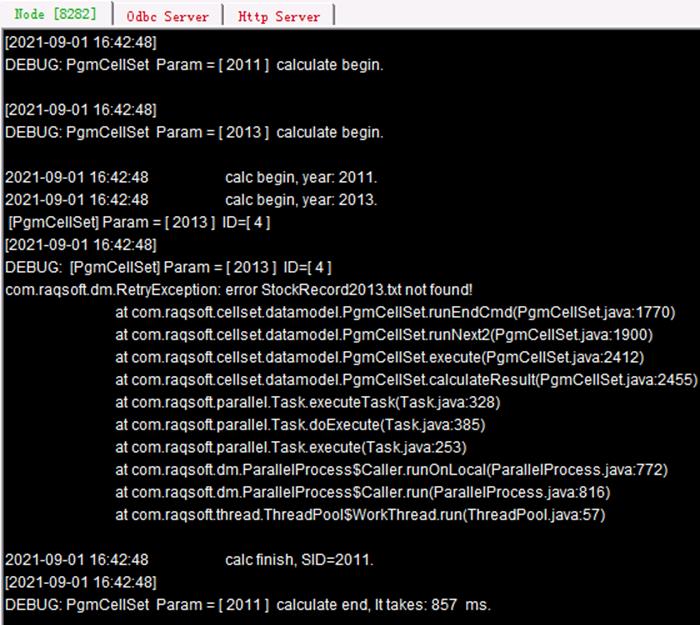 Node [8282] Odbc Server Http Server
[2021-09-01 16:42:48]
DEBUG: PgmCellSet Param = [ 2011 ] calculate begin.
[2021-09-01 16:42:48]
DEBUG: PgmCellSet Param = [ 2013 ] calculate begin.
2021-09-01 16:42:48 calc begin, year: 2011.
2021-09-01 16:42:48 calc begin, year: 2013.
[PgmCellSet] Param = [ 2013 ] ID=[ 4 ]
[2021-09-01 16:42:48]
DEBUG: [PgmCellSet] Param = [ 2013 ] ID=[ 4 ]
com.raqsoft.dm.RetryException: error StockRecord2013.txt not found!
at com.raqsoft.cellset.datamodel.PgmCellSet.runEndCmd(PgmCellSet.java:1770)
at com.raqsoft.cellset.datamodel.PgmCellSet.runNext2(PgmCellSet.java:1900)
at com.raqsoft.cellset.datamodel.PgmCellSet.execute(PgmCellSet.java:2412)
at com.raqsoft.cellset.datamodel.PgmCellSet.calculateResult(PgmCellSet.java:2455)
at com.raqsoft.parallel.Task.executeTask(Task.java:328)
at com.raqsoft.parallel.Task.doExecute(Task.java:385)
at com.raqsoft.parallel.Task.execute(Task.java:253)
at com.raqsoft.dm.ParallelProcess$Caller.runOnLocal(ParallelProcess.java:772)
at com.raqsoft.dm.ParallelProcess$Caller.run(ParallelProcess.java:816)
at com.raqsoft.thread.ThreadPool$WorkThread.run(ThreadPool.java:57)
2021-09-01 16:42:48 calc finish, SID=2011.
[2021-09-01 16:42:48]
DEBUG: PgmCellSet Param = [ 2011 ] calculate end, It takes: 857 ms.